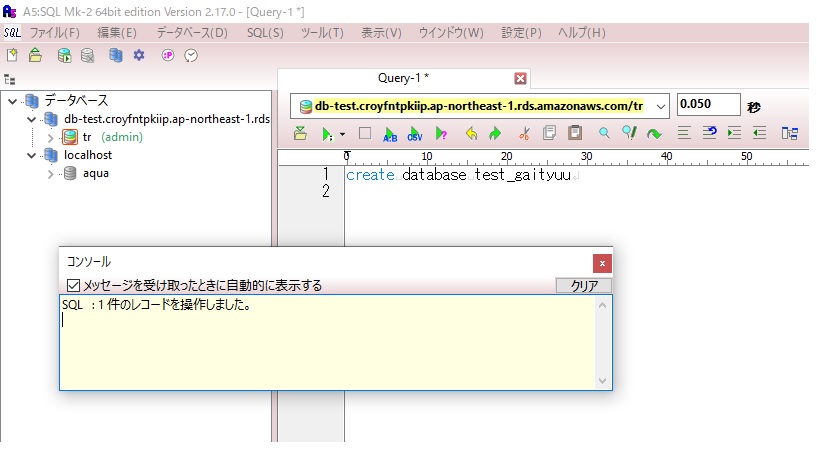 A5:SQL Mk-2 64bit edition Version 2.17.0 - [Query-1 *]
SQL ファイル(F) 編集(E) データベース(D) SQL(S) ツール(T) 表示(V) ウインドウ(W) 設定(P) ヘルプ(H)
Query-1 *
データベース
db-test.croyfntpkiip.ap-northeast-1.rds
tr (admin)
localhost
aqua
db-test.croyfntpkiip.ap-northeast-1.rds.amazonaws.com/tr 0.050 秒
A:B CSV
0 10 20 30 40 50
1 create database test_gaityuu
2
コンソール
メッセージを受け取ったときに自動的に表示する クリア
SQL : 1 件のレコードを操作しました。